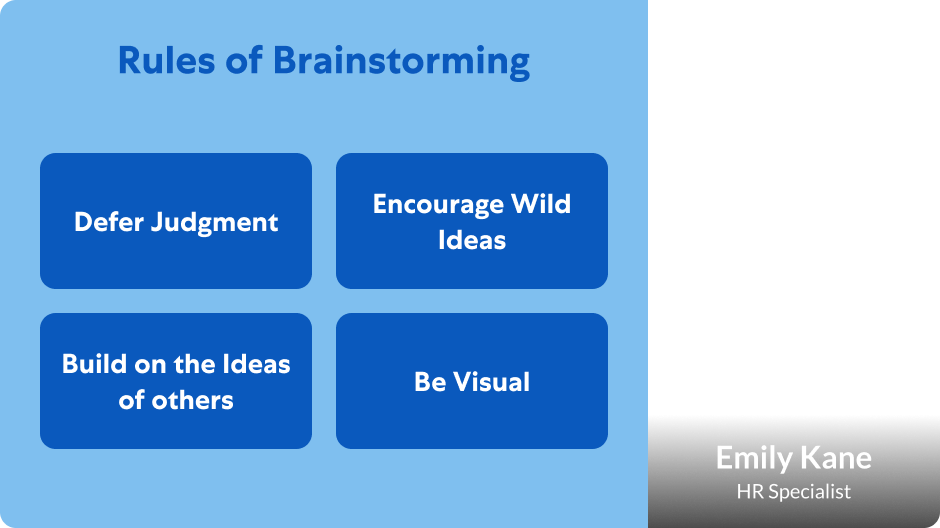 Rules of Brainstorming
Defer Judgment
Encourage Wild
Ideas
Build on the Ideas
of others
Be Visual
Emily Kane
HR Specialist